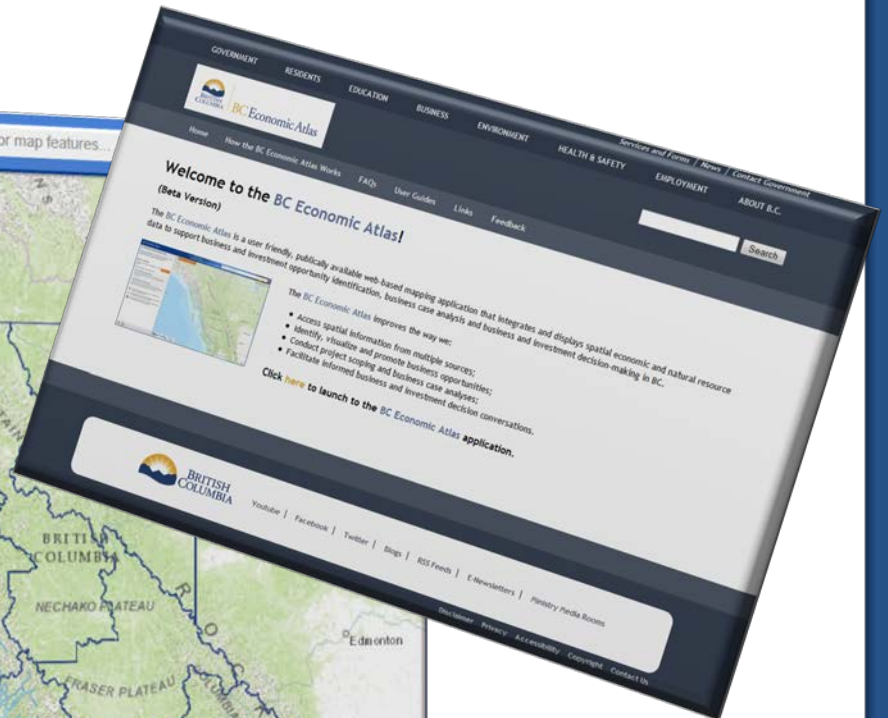 GOVERNMENT RESIDENTS EDUCATION BUSINESS ENVIRONMENT HEALTH & SAFETY EMPLOYMENT ABOUT B.C.
Services and Forms / News / Contact Government
BRITISH COLUMBIA
BC Economic Atlas
Search
Home How the BC Economic Atlas Works FAQs User Guides Links Feedback
Welcome to the BC Economic Atlas!
(Beta Version)
The BC Economic Atlas is a user friendly, publically available web-based mapping application that integrates and displays spatial economic and natural resource
data to support business and investment opportunity identification, business case analysis and business and investment decision-making in BC.
The BC Economic Atlas improves the way we:
• Access spatial information from multiple sources;
• Identify, visualize and promote business opportunities;
• Conduct project scoping and business case analyses;
• Facilitate informed business and investment decision conversations.
Click here to launch to the BC Economic Atlas application.
BRITISH
COLUMBIA
Youtube | Facebook | Twitter | Blogs | RSS Feeds | E-Newsletters | Ministry Media Rooms
Disclaimer Privacy Accessibility Copyright Contact Us
or map features...
BRITISH
COLUMBIA
NECHAKO PLATEAU
Edmonton
FRASER PLATEAU